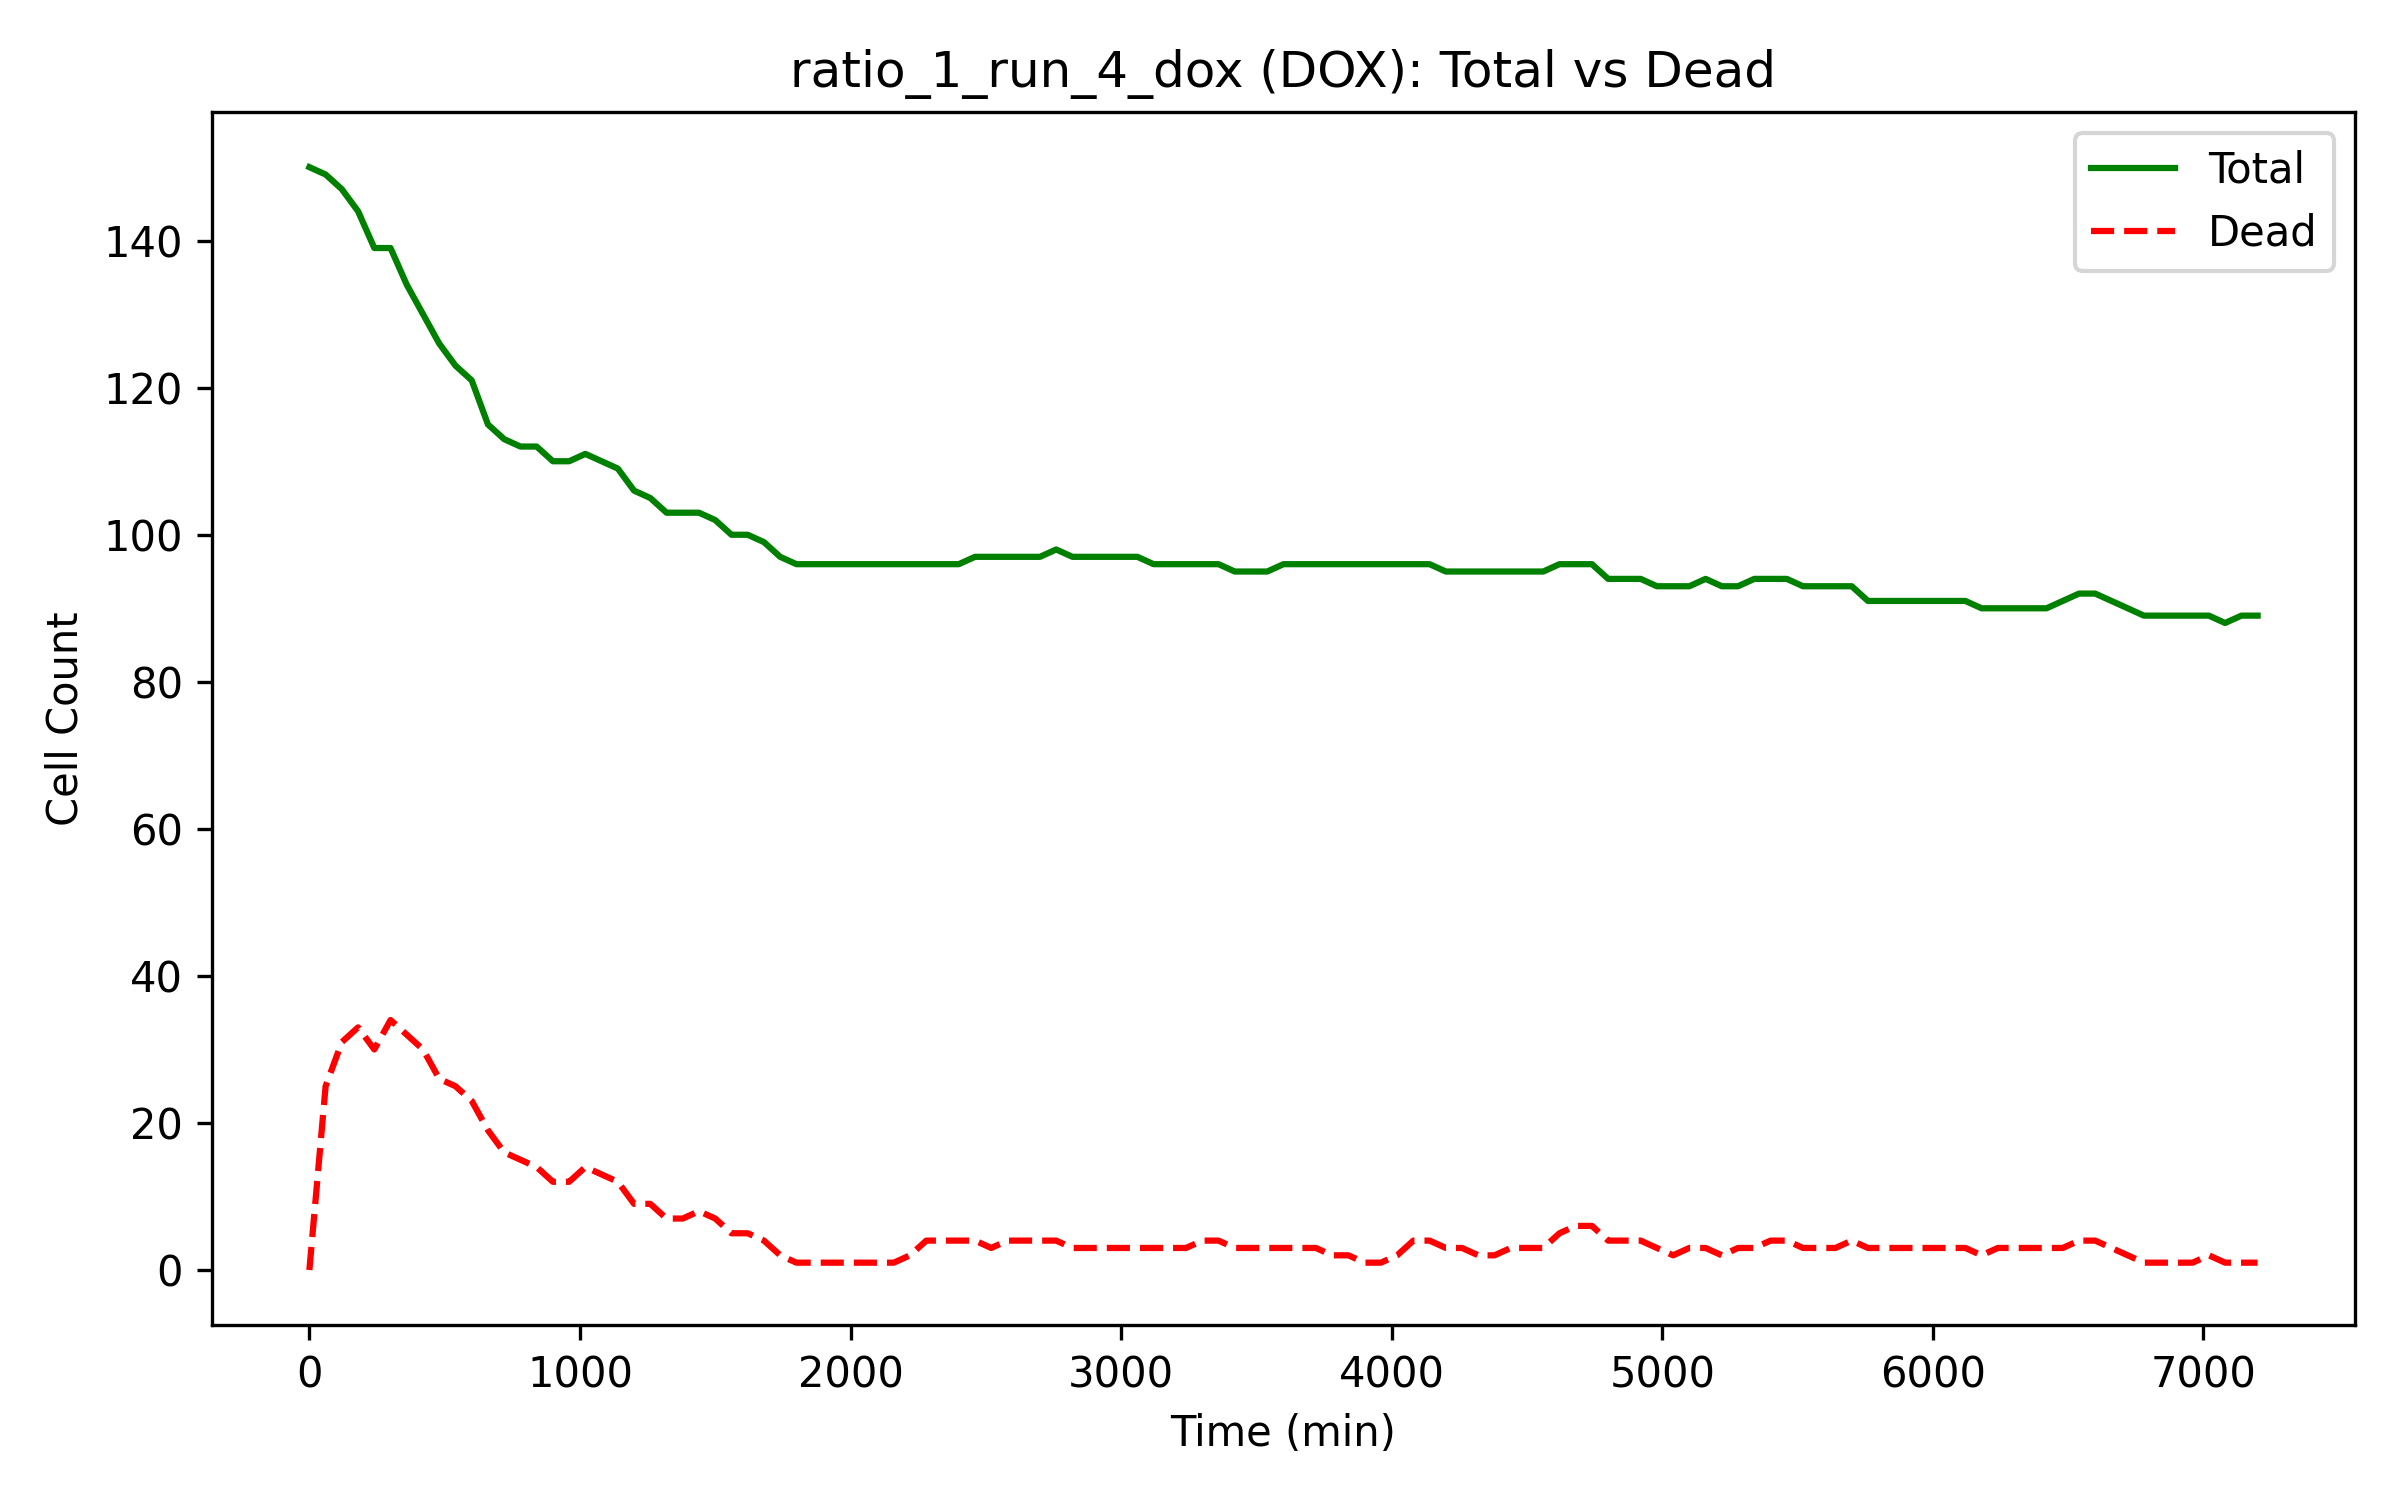 ratio_1_run_4_dox (DOX): Total vs Dead
Total
Dead
Cell Count
140
120
100
80
60
40
20
0
0 1000 2000 3000 4000 5000 6000 7000
Time (min)